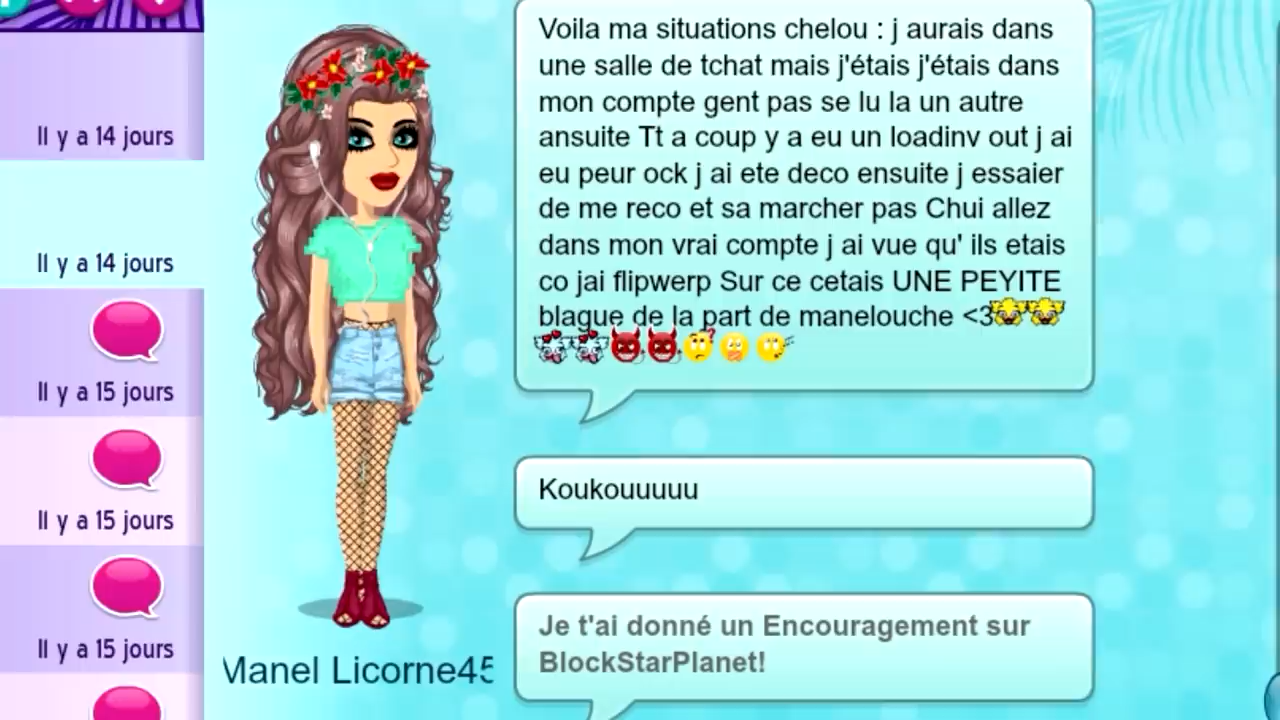 Voila ma situations chelou : j aurais dans
une salle de tchat mais j'étais j'étais dans
mon compte gent pas se lu la un autre
ansuite Tt a coup y a eu un loadinv out j ai
eu peur ock j ai ete deco ensuite j essaier
de me reco et sa marcher pas Chui allez
dans mon vrai compte j ai vue qu' ils etais
co jai flipwerp Sur ce cetais UNE PEYITE
blague de la part de manelouche <3
Koukouuuuu
Je t'ai donné un Encouragement sur
BlockStarPlanet!
Il y a 14 jours
Il y a 14 jours
Il y a 15 jours
Il y a 15 jours
Il y a 15 jours
Manel Licorne45